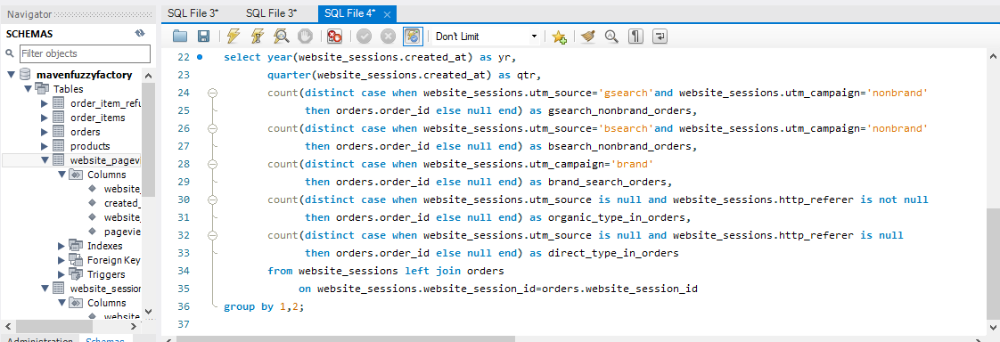 Navigator
SQL File 3*
SQL File 3*
SQL File 4*
SCHEMAS
Filter objects
Don't Limit
mavenfuzzyfactory
Tables
order_item_refu
order_items
orders
products
website_pagevi
Columns
website_
created_
website_
pagevie
Indexes
Foreign Key
Triggers
website_session
Columns
website_
Administration
Schemas
22 select year(website_sessions.created_at) as yr,
23 quarter(website_sessions.created_at) as qtr,
24 count(distinct case when website_sessions.utm_source='gsearch'and website_sessions.utm_campaign='nonbrand'
25 then orders.order_id else null end) as gsearch_nonbrand_orders,
26 count(distinct case when website_sessions.utm_source='bsearch'and website_sessions.utm_campaign='nonbrand'
27 then orders.order_id else null end) as bsearch_nonbrand_orders,
28 count(distinct case when website_sessions.utm_campaign='brand'
29 then orders.order_id else null end) as brand_search_orders,
30 count(distinct case when website_sessions.utm_source is null and website_sessions.http_referer is not null
31 then orders.order_id else null end) as organic_type_in_orders,
32 count(distinct case when website_sessions.utm_source is null and website_sessions.http_referer is null
33 then orders.order_id else null end) as direct_type_in_orders
34 from website_sessions left join orders
35 on website_sessions.website_session_id=orders.website_session_id
36 group by 1,2;
37